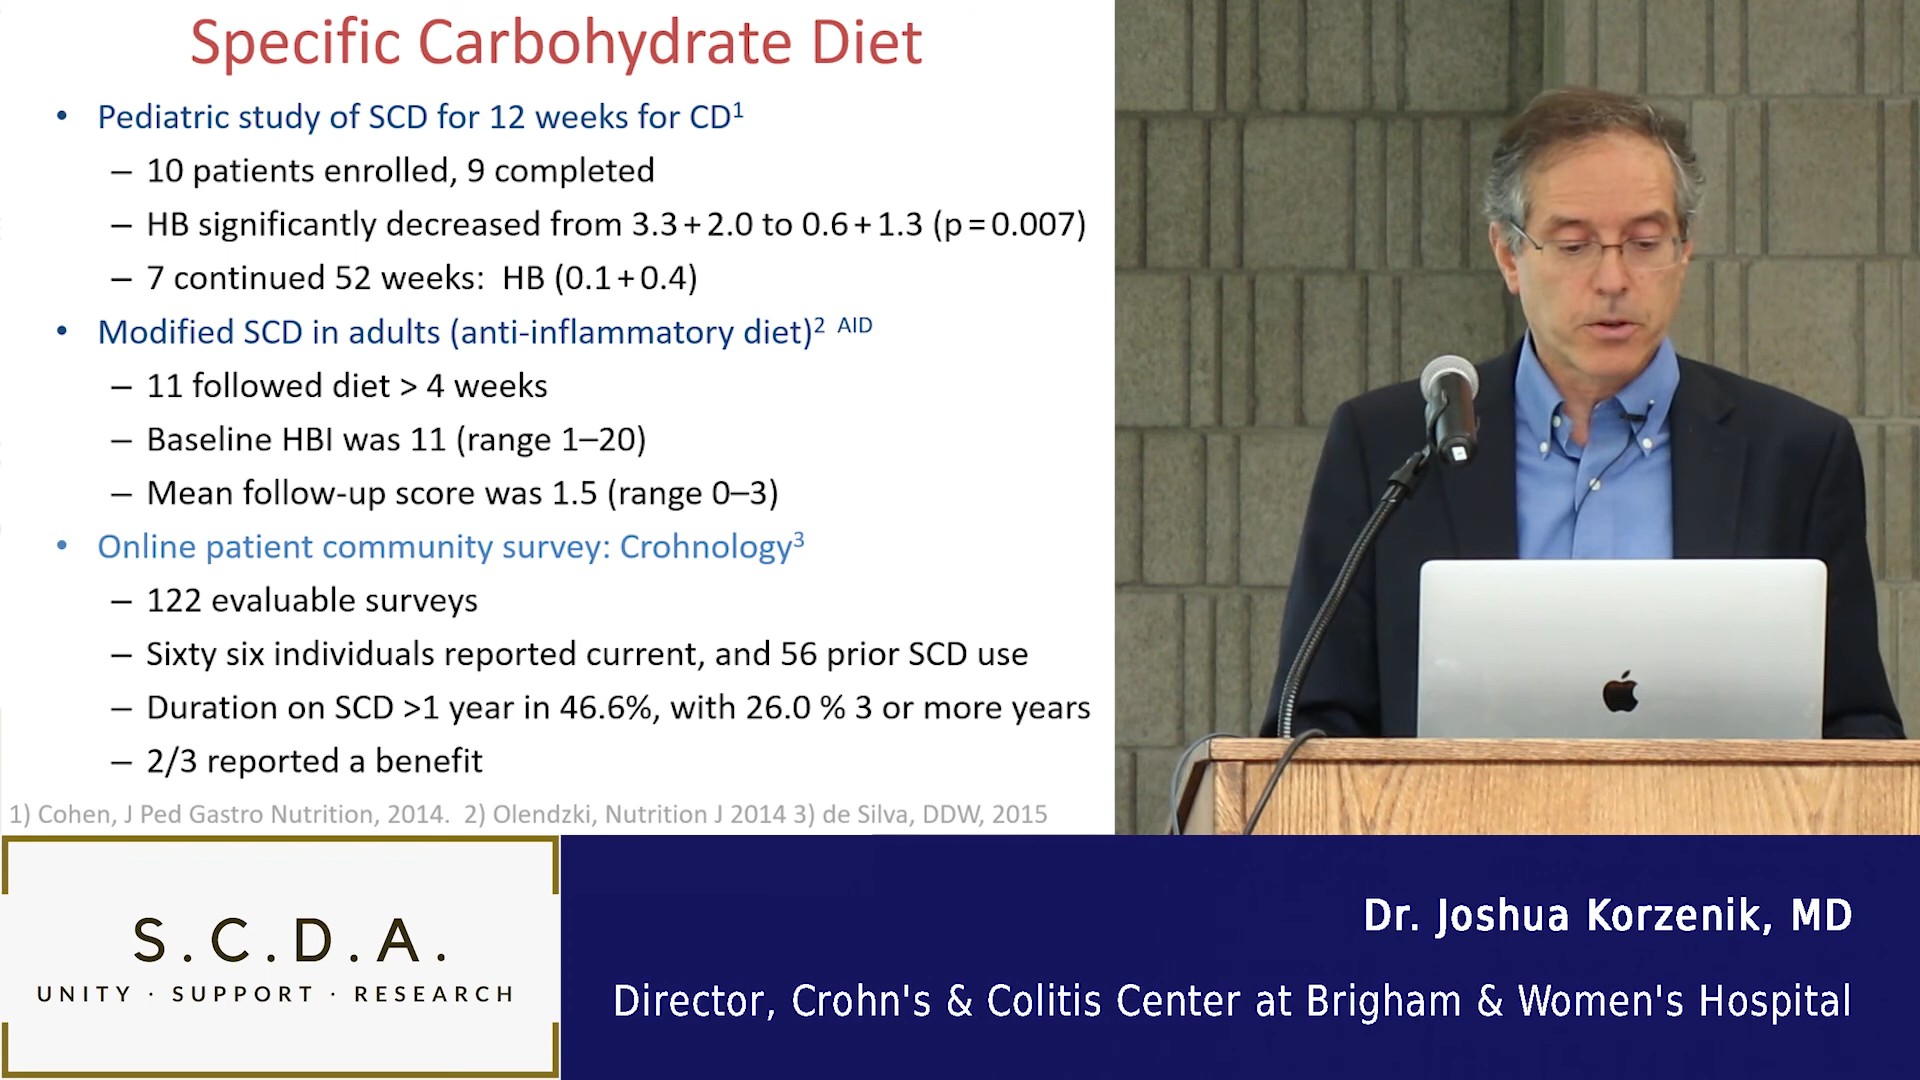 Specific Carbohydrate Diet
• Pediatric study of SCD for 12 weeks for CD¹
– 10 patients enrolled, 9 completed
– HB significantly decreased from 3.3 + 2.0 to 0.6 + 1.3 (p = 0.007)
– 7 continued 52 weeks: HB (0.1 + 0.4)
• Modified SCD in adults (anti-inflammatory diet)² AID
– 11 followed diet > 4 weeks
– Baseline HBI was 11 (range 1–20)
– Mean follow-up score was 1.5 (range 0–3)
• Online patient community survey: Crohnology³
– 122 evaluable surveys
– Sixty six individuals reported current, and 56 prior SCD use
– Duration on SCD >1 year in 46.6%, with 26.0 % 3 or more years
– 2/3 reported a benefit
1) Cohen, J Ped Gastro Nutrition, 2014. 2) Olendzki, Nutrition J 2014 3) de Silva, DDW, 2015
S.C.D.A.
UNITY · SUPPORT · RESEARCH
Dr. Joshua Korzenik, MD
Director, Crohn's & Colitis Center at Brigham & Women's Hospital